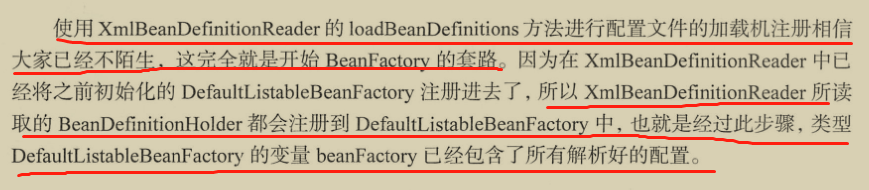 使用 XmlBeanDefinitionReader 的 loadBeanDefinitions 方法进行配置文件的加载机注册相信
大家已经不陌生，这完全就是开始 BeanFactory 的套路。因为在 XmlBeanDefinitionReader 中已
经将之前初始化的 DefaultListableBeanFactory 注册进去了，所以 XmlBeanDefinitionReader 所读
取的 BeanDefinitionHolder 都会注册到 DefaultListableBeanFactory 中，也就是经过此步骤，类型
DefaultListableBeanFactory 的变量 beanFactory 已经包含了所有解析好的配置。